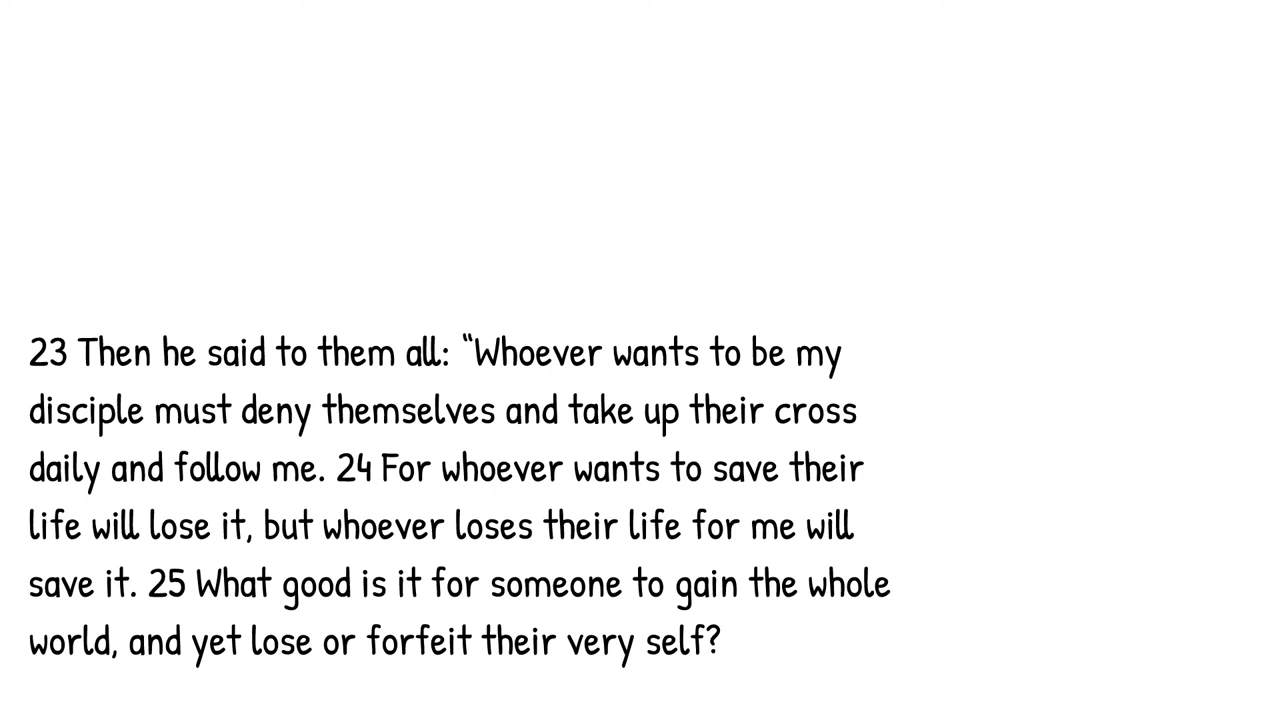 23 Then he said to them all: “Whoever wants to be my
disciple must deny themselves and take up their cross
daily and follow me. 24 For whoever wants to save their
life will lose it, but whoever loses their life for me will
save it. 25 What good is it for someone to gain the whole
world, and yet lose or forfeit their very self?